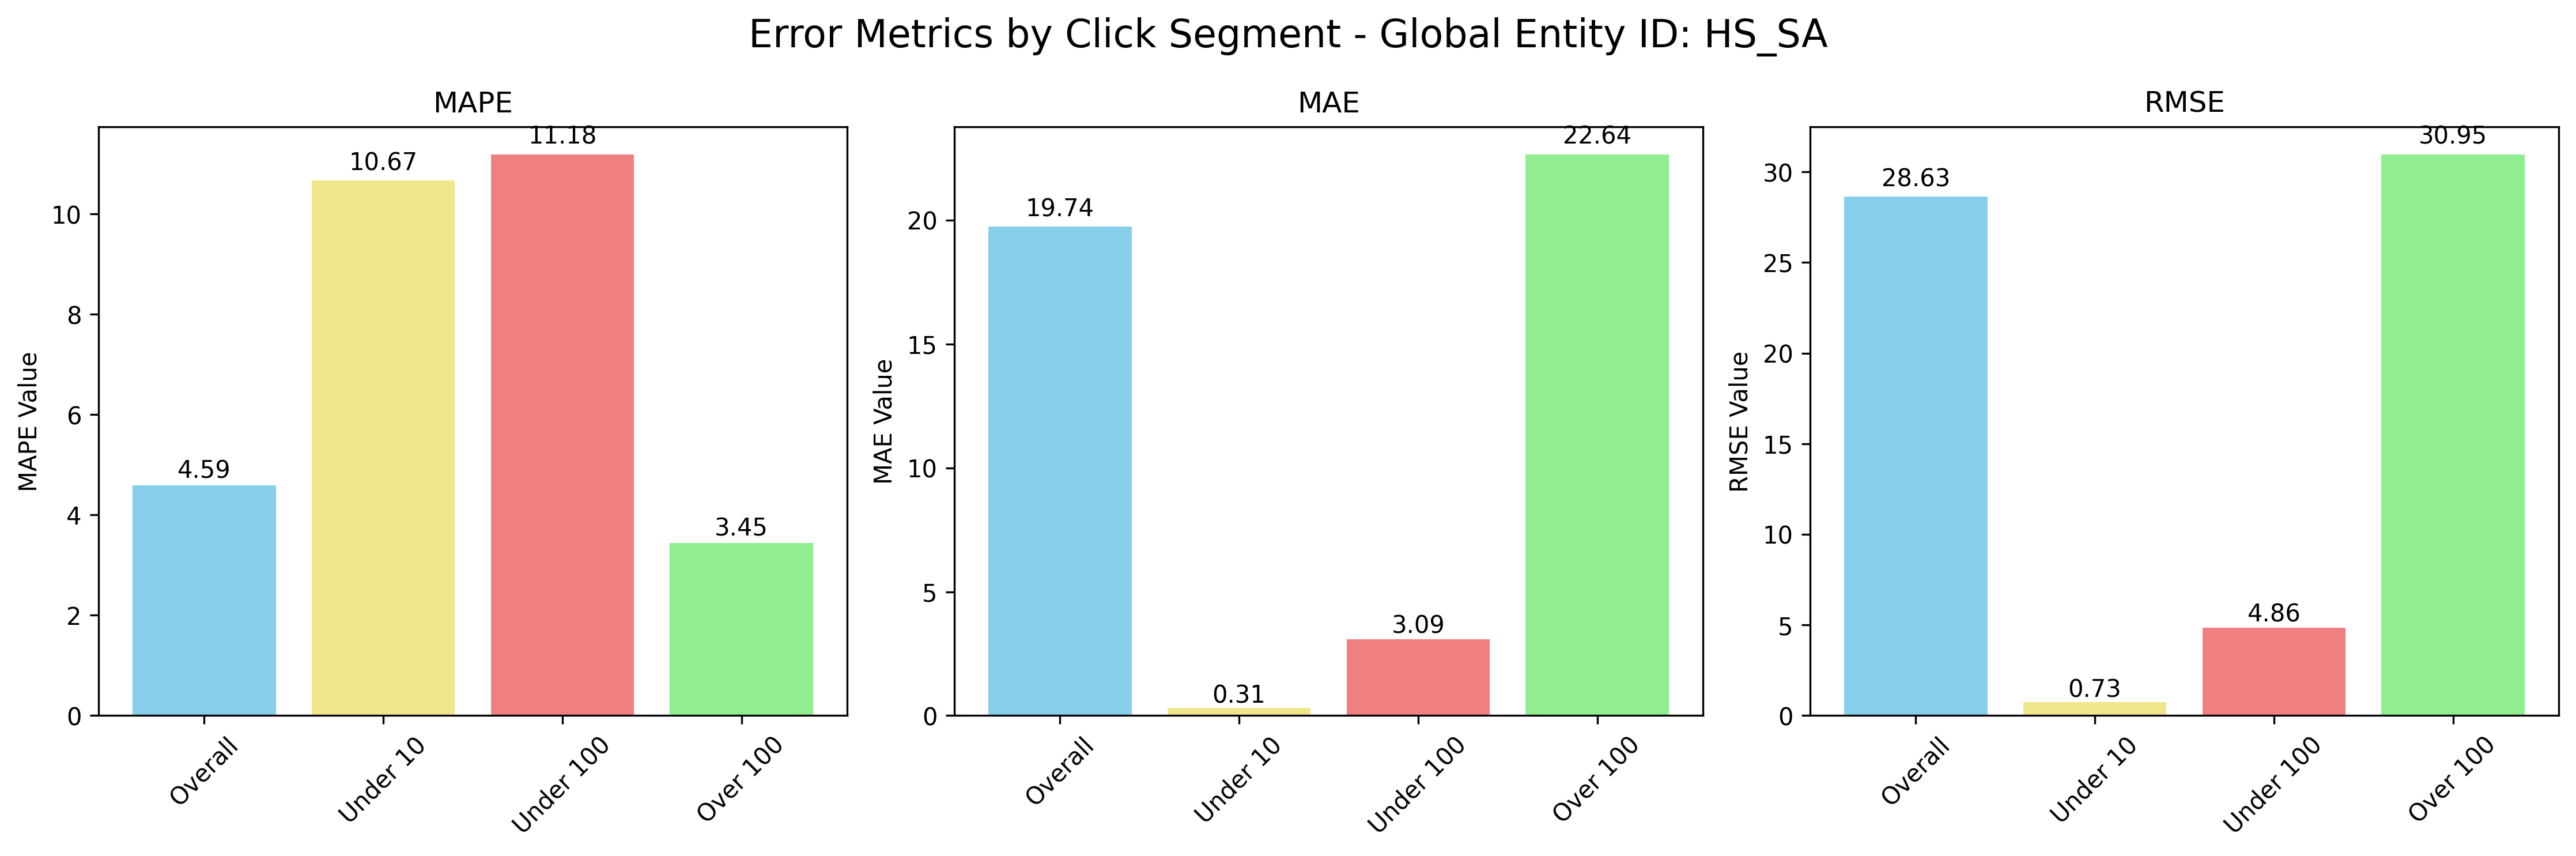 Error Metrics by Click Segment - Global Entity ID: HS_SA
MAPE
MAPE Value
10
8
6
4
2
0
4.59
10.67
11.18
3.45
Overall
Under 10
Under 100
Over 100
MAE
MAE Value
20
15
10
5
0
19.74
0.31
3.09
22.64
Overall
Under 10
Under 100
Over 100
RMSE
RMSE Value
30
25
20
15
10
5
0
28.63
0.73
4.86
30.95
Overall
Under 10
Under 100
Over 100